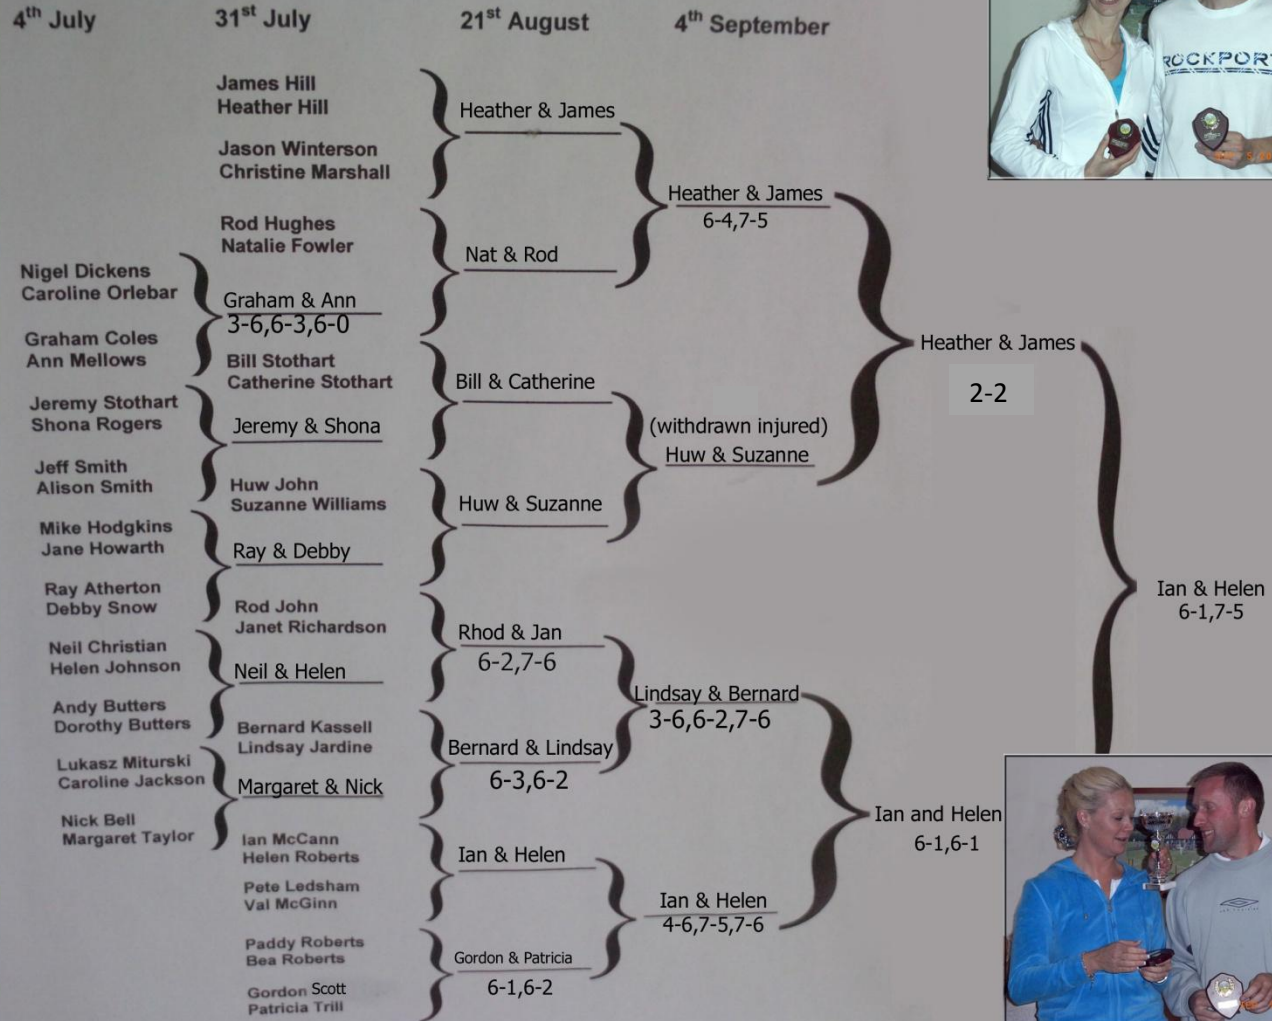 4th July
31st July
21st August
4th September
James Hill
Heather Hill
Jason Winterson
Christine Marshall
Rod Hughes
Natalie Fowler
Nigel Dickens
Caroline Orlebar
Graham & Ann
3-6,6-3,6-0
Graham Coles
Ann Mellows
Bill Stothart
Catherine Stothart
Jeremy Stothart
Shona Rogers
Jeremy & Shona
Jeff Smith
Alison Smith
Huw John
Suzanne Williams
Mike Hodgkins
Jane Howarth
Ray & Debby
Ray Atherton
Debby Snow
Rod John
Janet Richardson
Neil Christian
Helen Johnson
Neil & Helen
Andy Butters
Dorothy Butters
Bernard Kassell
Lindsay Jardine
Lukasz Miturski
Caroline Jackson
Margaret & Nick
Nick Bell
Margaret Taylor
Ian McCann
Helen Roberts
Pete Ledsham
Val McGinn
Paddy Roberts
Bea Roberts
Gordon Scott
Patricia Trill
Heather & James
Nat & Rod
Bill & Catherine
Huw & Suzanne
Rhod & Jan
6-2,7-6
Bernard & Lindsay
6-3,6-2
Ian & Helen
Gordon & Patricia
6-1,6-2
Heather & James
6-4,7-5
(withdrawn injured)
Huw & Suzanne
Lindsay & Bernard
3-6,6-2,7-6
Ian & Helen
4-6,7-5,7-6
Heather & James
2-2
Ian and Helen
6-1,6-1
Ian & Helen
6-1,7-5
ROCKPORT